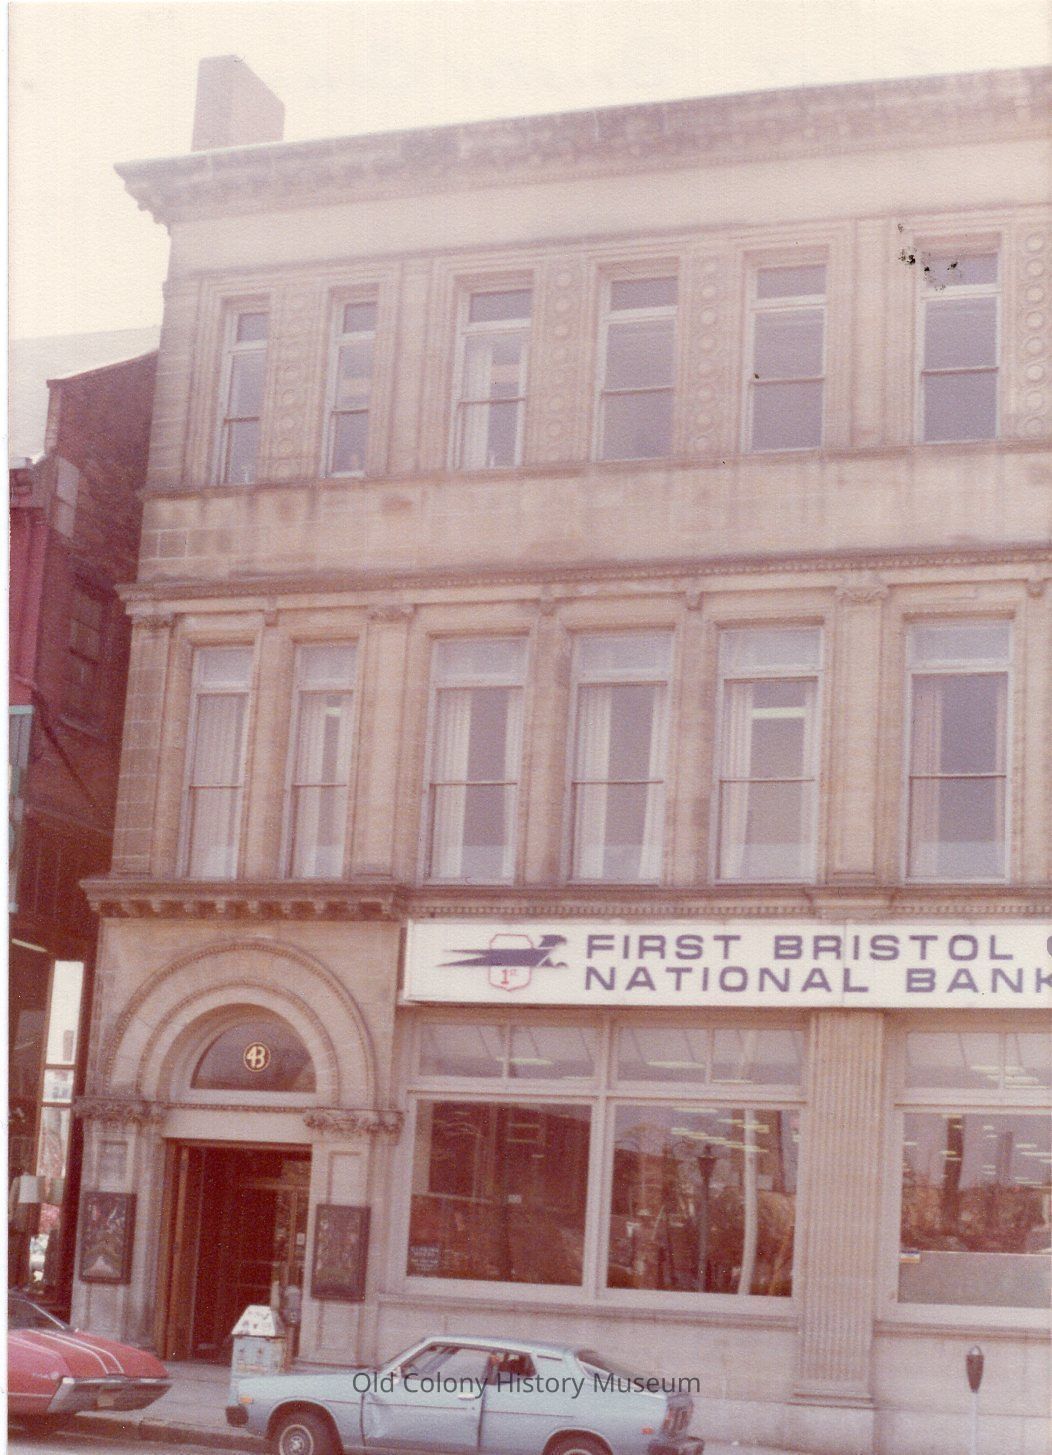 FIRST BRISTOL
NATIONAL BANK
1st
43
Old Colony History Museum